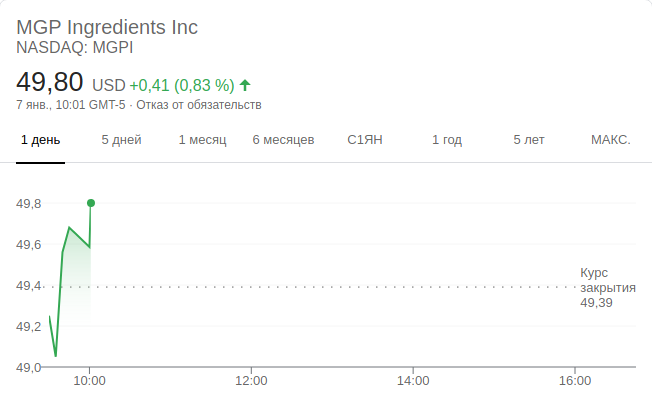 MGP Ingredients Inc
NASDAQ: MGPI
49,80 USD +0,41 (0,83 %)
7 янв., 10:01 GMT-5 · Отказ от обязательств
1 день 5 дней 1 месяц 6 месяцев С1ЯН 1 год 5 лет МАКС.
49,8
49,6
49,4
49,2
49,0
Курс
закрытия
49,39
10:00 12:00 14:00 16:00